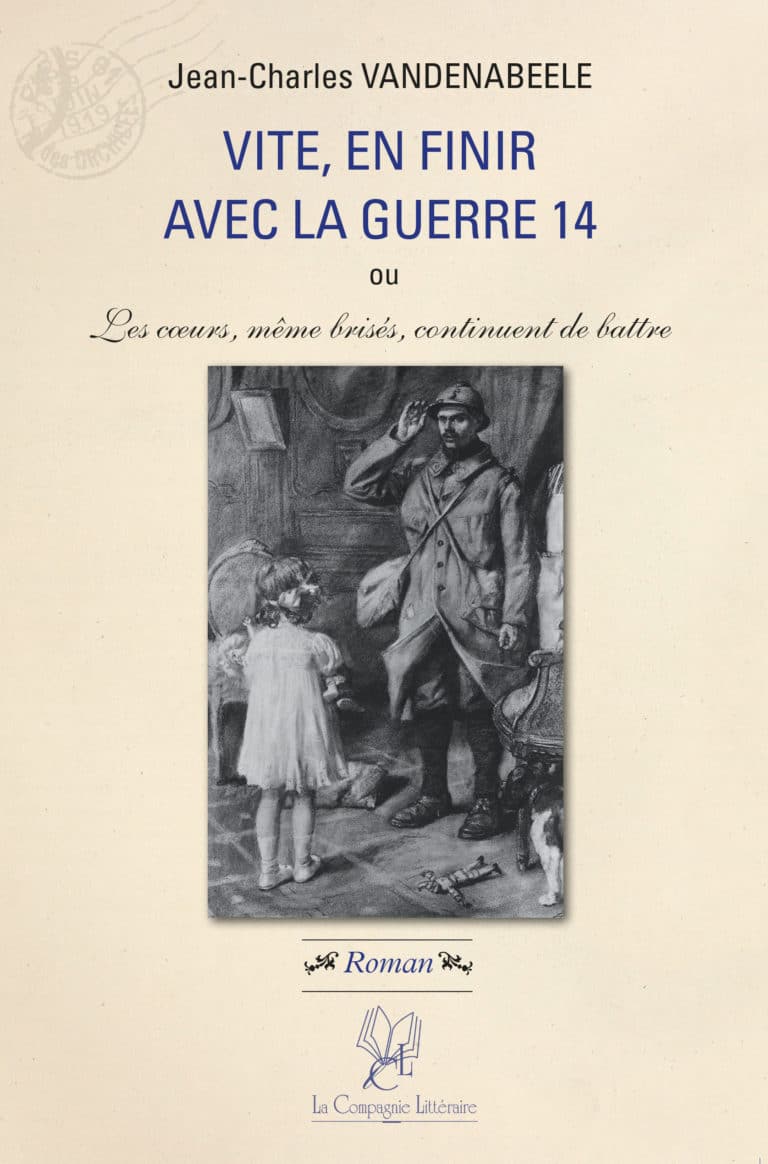 Jean-Charles VANDENABEELE
VITE, EN FINIR
AVEC LA GUERRE 14
ou
Les cœurs, même brisés, continuent de battre
Roman
CL
La Compagnie Littéraire